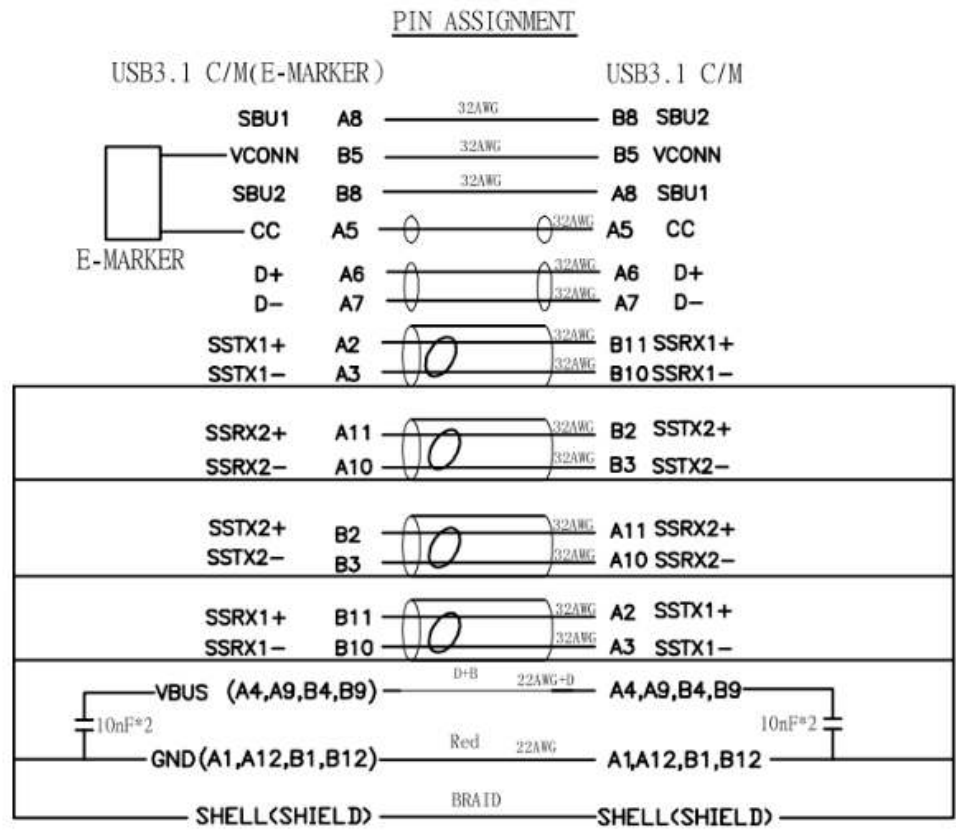 PIN ASSIGNMENT
USB3.1 C/M(E-MARKER) USB3.1 C/M
SBU1 A8 32AWG B8 SBU2
VCONN B5 32AWG B5 VCONN
SBU2 B8 32AWG A8 SBU1
CC A5 32AWG A5 CC
E-MARKER
D+ A6 32AWG A6 D+
D- A7 32AWG A7 D-
SSTX1+ A2 32AWG B11 SSRX1+
SSTX1- A3 32AWG B10 SSRX1-
SSRX2+ A11 32AWG B2 SSTX2+
SSRX2- A10 32AWG B3 SSTX2-
SSTX2+ B2 32AWG A11 SSRX2+
SSTX2- B3 32AWG A10 SSRX2-
SSRX1+ B11 32AWG A2 SSTX1+
SSRX1- B10 32AWG A3 SSTX1-
VBUS (A4,A9,B4,B9) D+B 22AWG+D A4,A9,B4,B9
10nF*2 10nF*2
GND(A1,A12,B1,B12) Red 22AWG A1,A12,B1,B12
SHELL(SHIELD) BRAID SHELL(SHIELD)